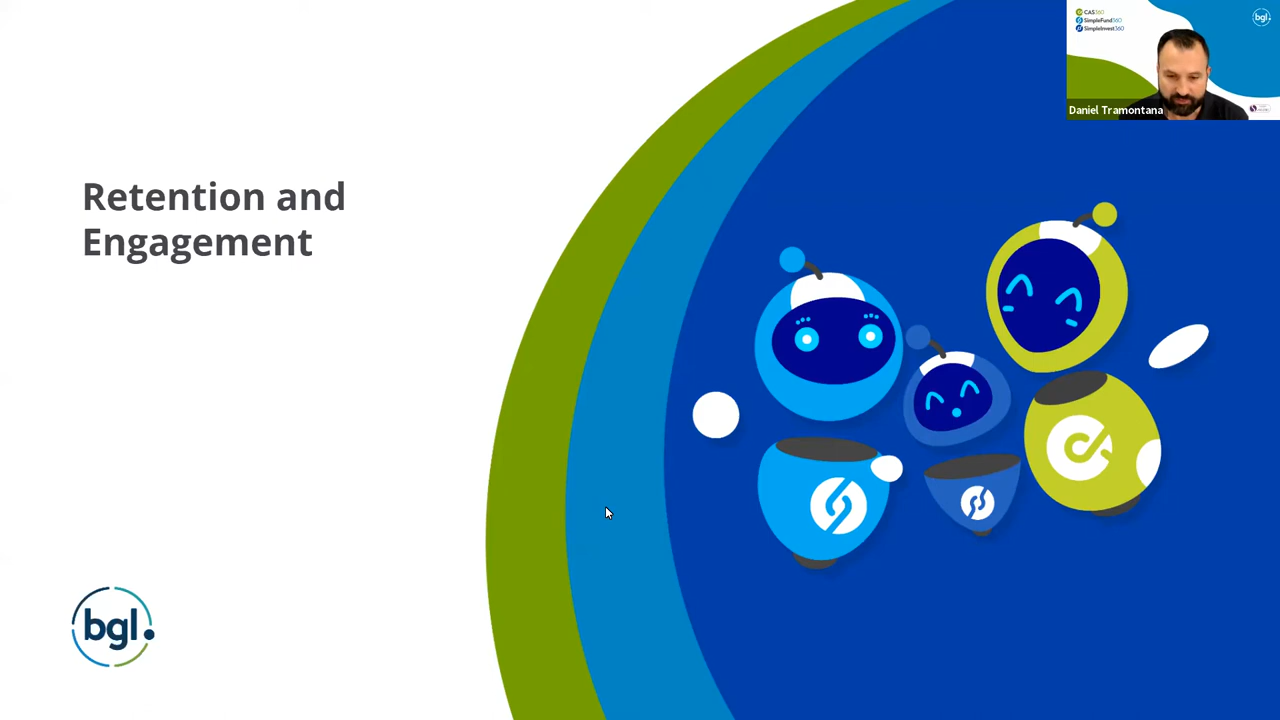 Retention and
Engagement
bgl.
CAS360
SimpleFund360
SimpleInvest360
bgl.
Daniel Tramontana